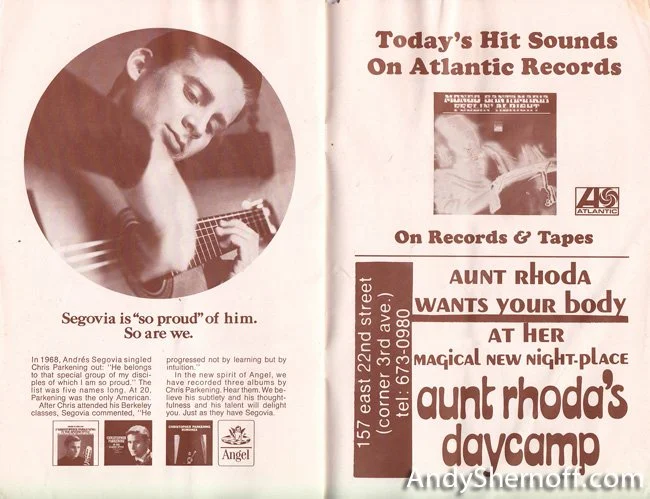 Segovia is "so proud" of him.
So are we.
In 1968, Andrés Segovia singled
Chris Parkening out: "He belongs
to that special group of my disci-
ples of which I am so proud." The
list was five names long. At 20,
Parkening was the only American.
After Chris attended his Berkeley
classes, Segovia commented, "He
progressed not by learning but by
intuition."
In the new spirit of Angel, we
have recorded three albums by
Chris Parkening. Hear them. We be-
lieve his subtlety and his thought-
fulness and his talent will delight
you. Just as they have Segovia.
Angel
Today's Hit Sounds
On Atlantic Records
MONGO SANTAMARIA
FEELIN' ALRIGHT
ATLANTIC
On Records & Tapes
157 east 22nd street
(corner 3rd ave.)
tel: 673-0980
AUNT RHODA
WANTS YOUR BODY
AT HER
MAGICAL NEW NIGHT-PLACE
aunt rhoda's
daycamp
AndyShernoff.com